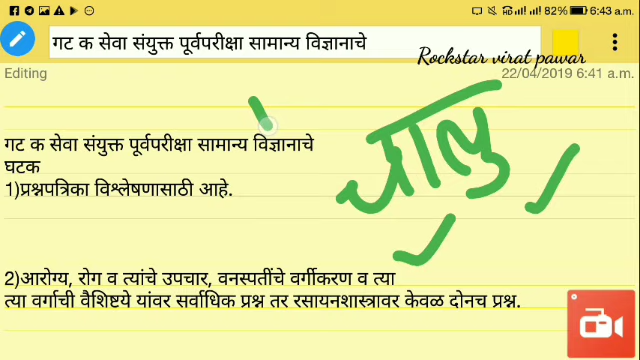 82% 6:43 a.m.
गट क सेवा संयुक्त पूर्वपरीक्षा सामान्य विज्ञानाचे
Rockstar virat pawar
Editing 22/04/2019 6:41 a.m.
चालु
गट क सेवा संयुक्त पूर्वपरीक्षा सामान्य विज्ञानाचे
घटक
1)प्रश्नपत्रिका विश्लेषणासाठी आहे.
2)आरोग्य, रोग व त्यांचे उपचार, वनस्पतींचे वर्गीकरण व त्या
त्या वर्गाची वैशिष्टये यांवर सर्वाधिक प्रश्न तर रसायनशास्त्रावर केवळ दोनच प्रश्न.